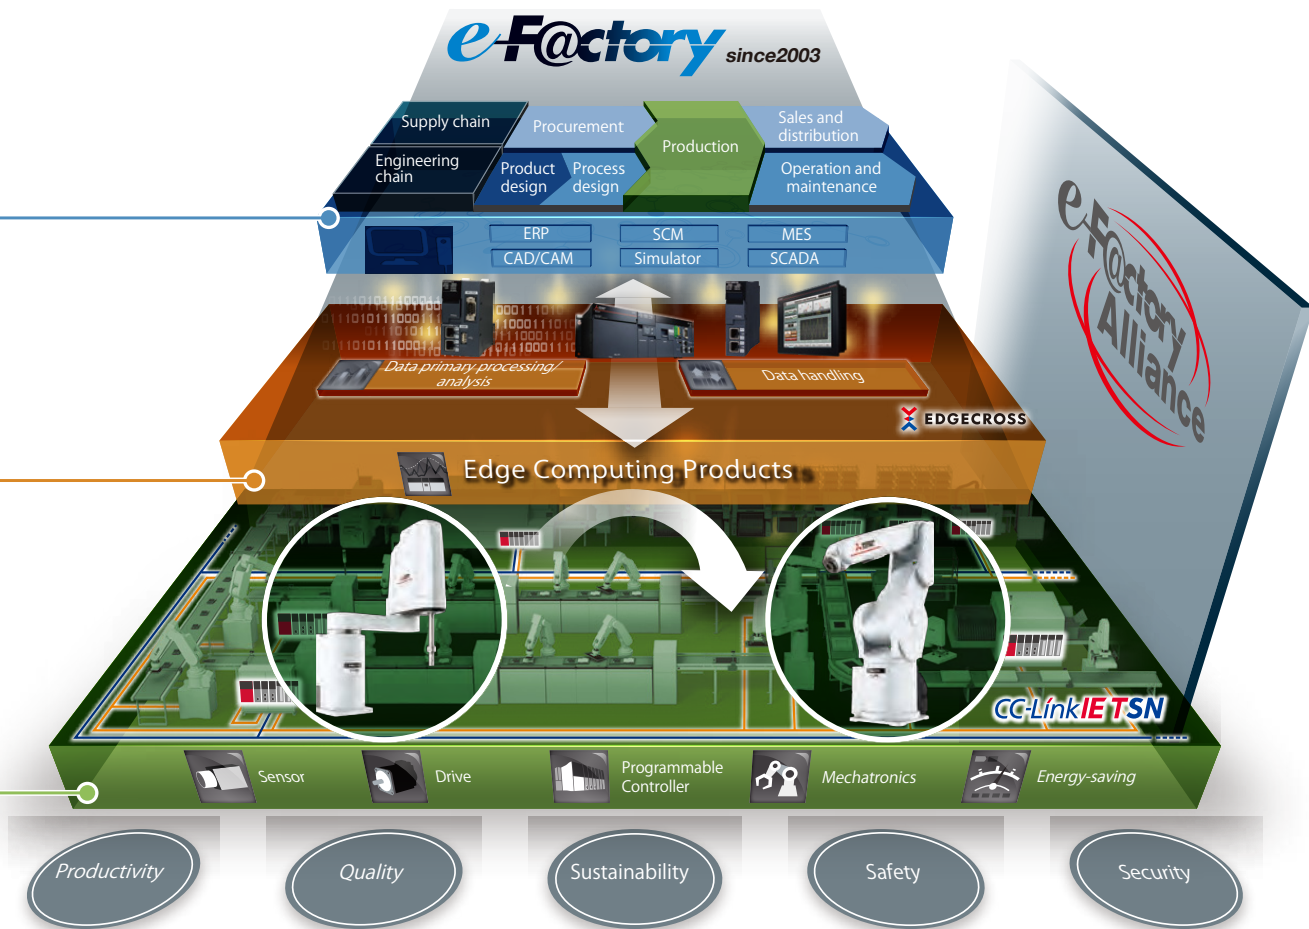 e-F@ctory since2003
Supply chain
Procurement
Production
Sales and
distribution
Engineering
chain
Product
design
Process
design
Operation and
maintenance
ERP
SCM
MES
CAD/CAM
Simulator
SCADA
e-F@ctory
Alliance
Data primary processing/
analysis
Data handling
EDGECROSS
Edge Computing Products
CC-Link IE TSN
Sensor
Drive
Programmable
Controller
Mechatronics
Energy-saving
Productivity
Quality
Sustainability
Safety
Security